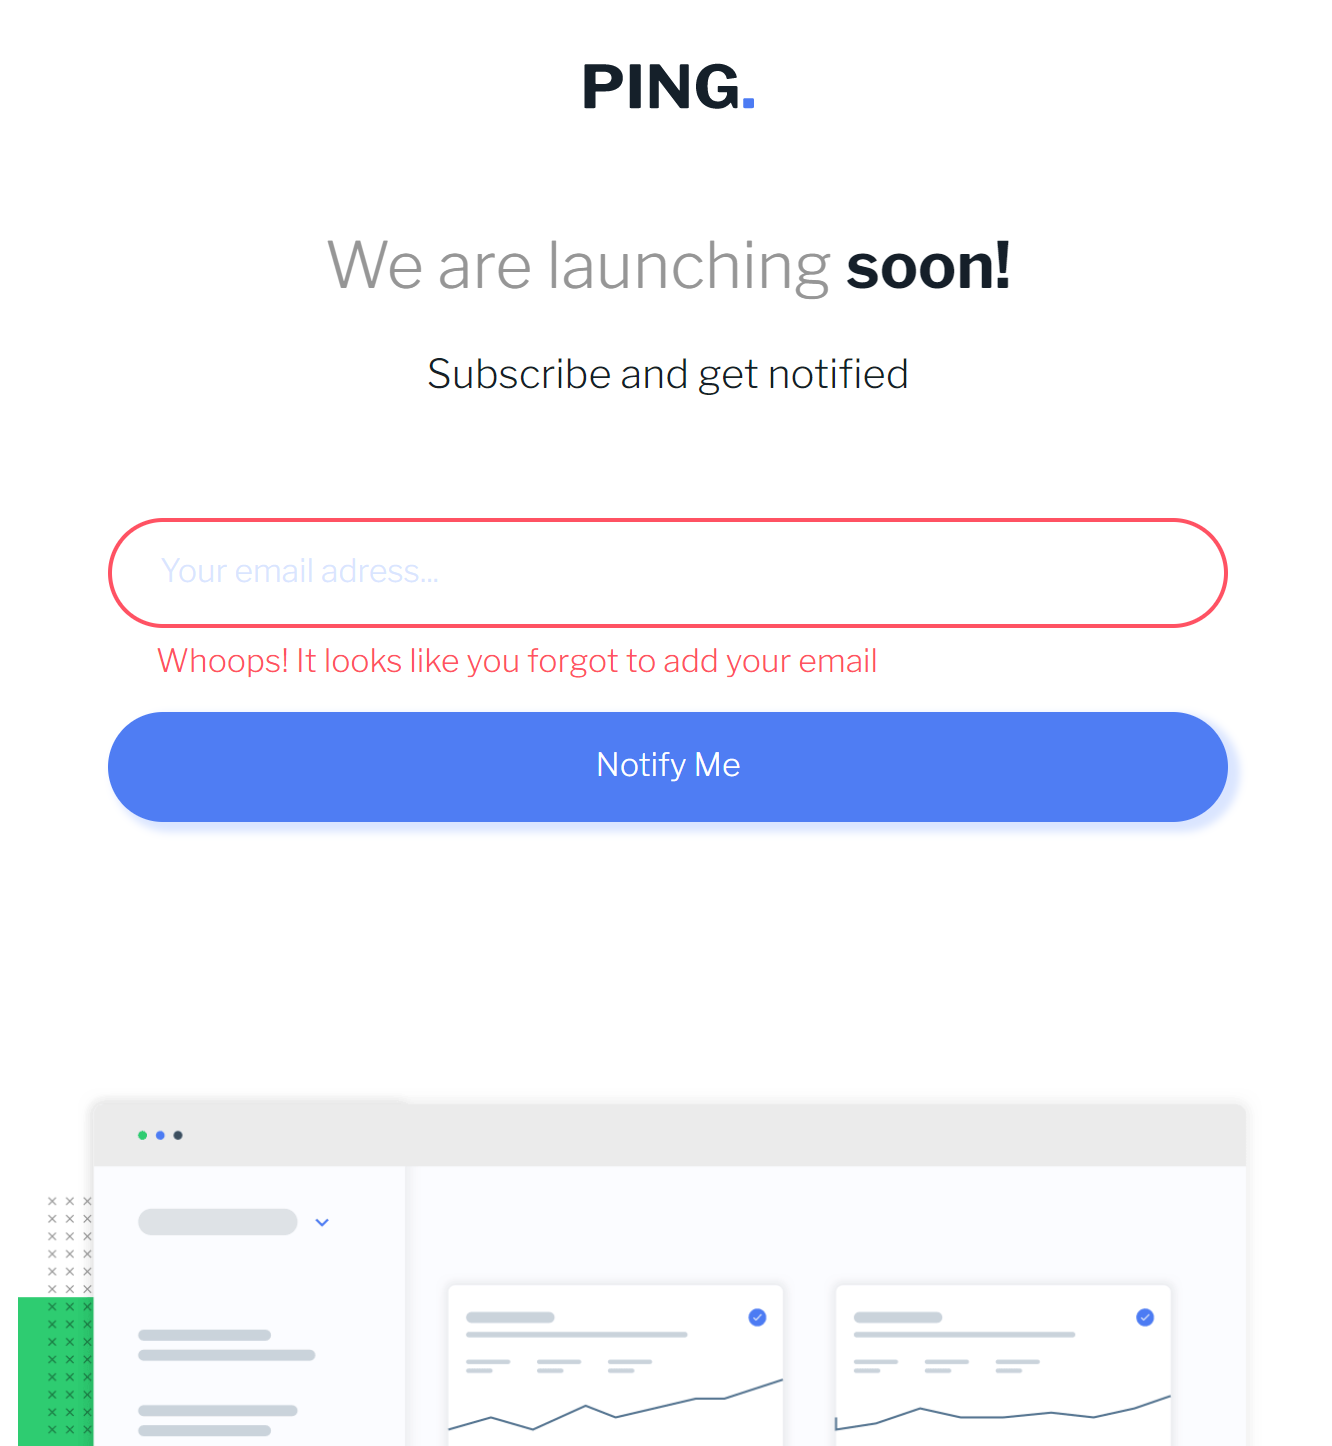 PING.
We are launching soon!
Subscribe and get notified
Your email adress...
Whoops! It looks like you forgot to add your email
Notify Me